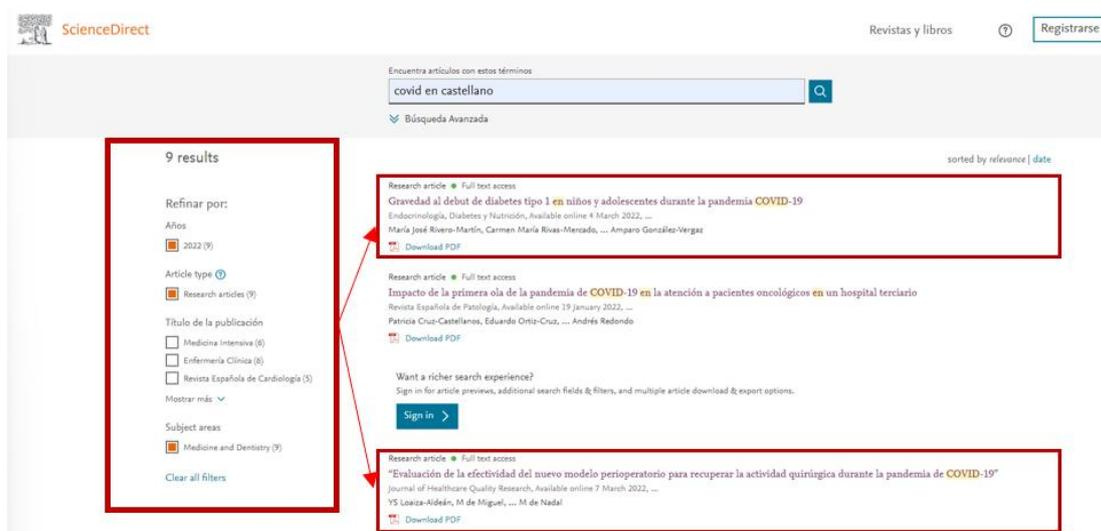 ScienceDirect
Revistas y libros
Registrarse
Encuentra artículos con estos términos
covid en castellano
Búsqueda Avanzada
9 results
sorted by relevance | date
Refinar por:
Años
2022 (9)
Article type
Research articles (9)
Título de la publicación
Medicina Intensiva (6)
Enfermería Clínica (6)
Revista Española de Cardiología (5)
Mostrar más
Subject areas
Medicine and Dentistry (9)
Clear all filters
Research article Full text access
Gravedad al debut de diabetes tipo 1 en niños y adolescentes durante la pandemia COVID-19
Endocrinología, Diabetes y Nutrición, Available online 4 March 2022, ...
María José Rivero-Martín, Carmen María Rivas-Mercado, ... Amparo González-Vergaz
Download PDF
Research article Full text access
Impacto de la primera ola de la pandemia de COVID-19 en la atención a pacientes oncológicos en un hospital terciario
Revista Española de Patología, Available online 19 January 2022, ...
Patricia Cruz-Castellanos, Eduardo Ortiz-Cruz, ... Andrés Redondo
Download PDF
Want a richer search experience?
Sign in for article previews, additional search fields & filters, and multiple article download & export options.
Sign in
Research article Full text access
"Evaluación de la efectividad del nuevo modelo perioperatorio para recuperar la actividad quirúrgica durante la pandemia de COVID-19"
Journal of Healthcare Quality Research, Available online 7 March 2022, ...
YS Loaiza-Aldeán, M de Miguel, ... M de Nadal
Download PDF